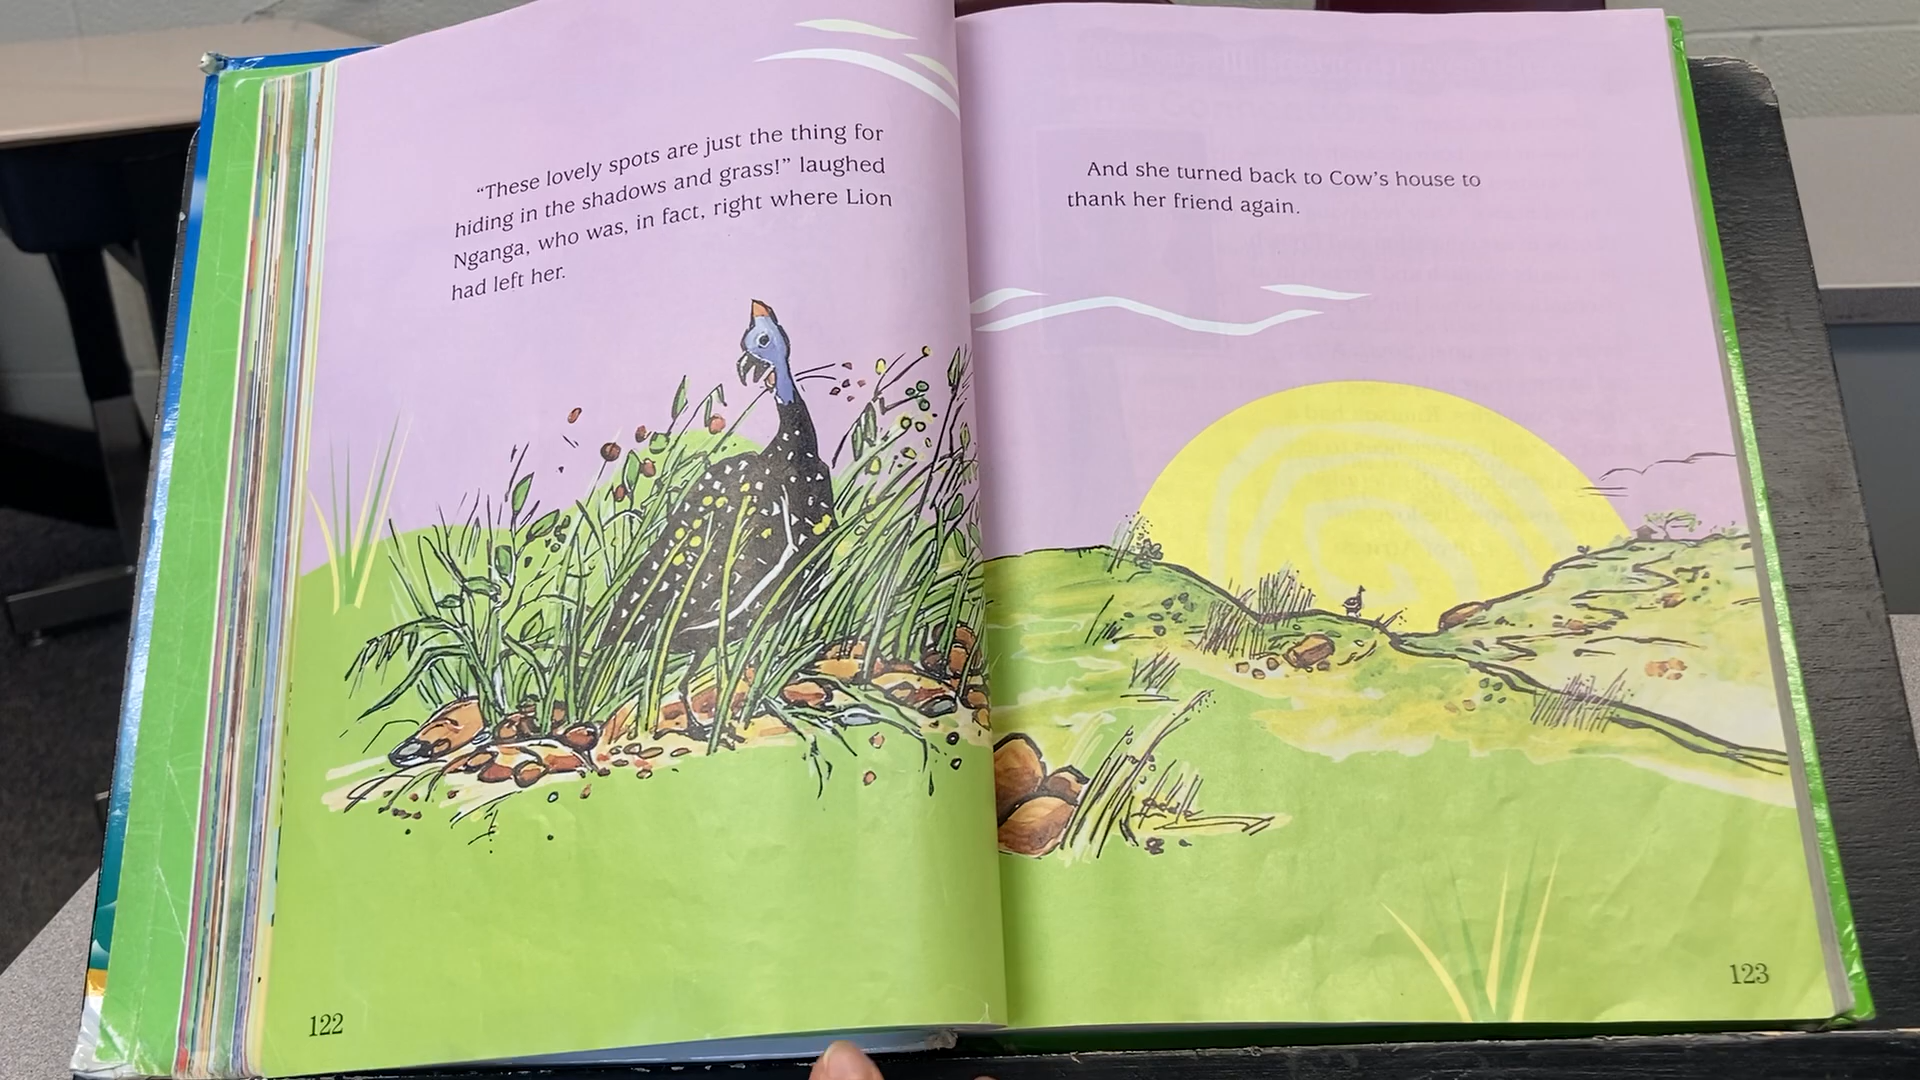 “These lovely spots are just the thing for
hiding in the shadows and grass!” laughed
Nganga, who was, in fact, right where Lion
had left her.
122
And she turned back to Cow’s house to
thank her friend again.
123